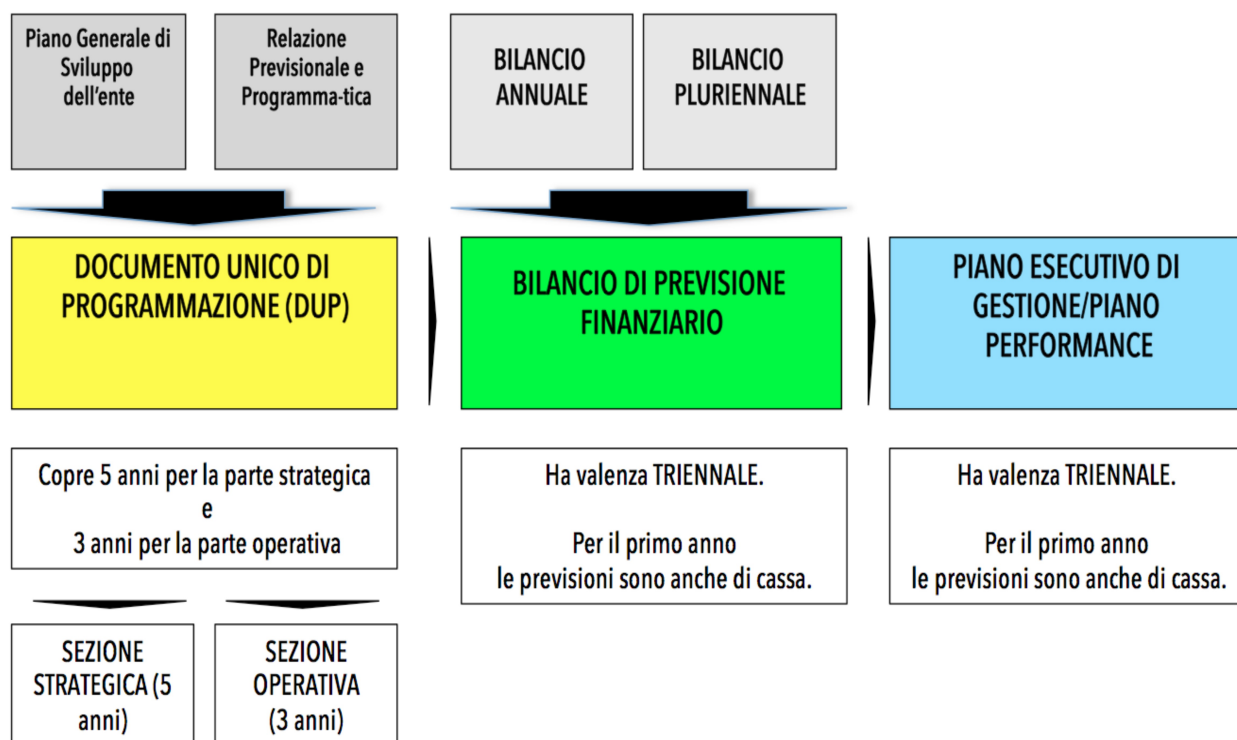 Piano Generale di
Sviluppo
dell'ente
Relazione
Previsionale e
Programma-tica
BILANCIO
ANNUALE
BILANCIO
PLURIENNALE
DOCUMENTO UNICO DI
PROGRAMMAZIONE (DUP)
BILANCIO DI PREVISIONE
FINANZIARIO
PIANO ESECUTIVO DI
GESTIONE/PIANO
PERFORMANCE
Copre 5 anni per la parte strategica
e
3 anni per la parte operativa
Ha valenza TRIENNALE.
Per il primo anno
le previsioni sono anche di cassa.
Ha valenza TRIENNALE.
Per il primo anno
le previsioni sono anche di cassa.
SEZIONE
STRATEGICA (5
anni)
SEZIONE
OPERATIVA
(3 anni)